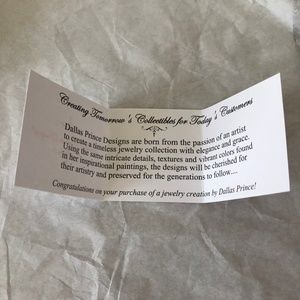 Creating Tomorrow's Collectibles for Today's Customers
Dallas Prince Designs are born from the passion of an artist
to create a timeless jewelry collection with elegance and grace.
Using the same intricate details, textures and vibrant colors found
in her inspirational paintings, the designs will be cherished for
their artistry and preserved for the generations to follow....
Congratulations on your purchase of a jewelry creation by Dallas Prince!